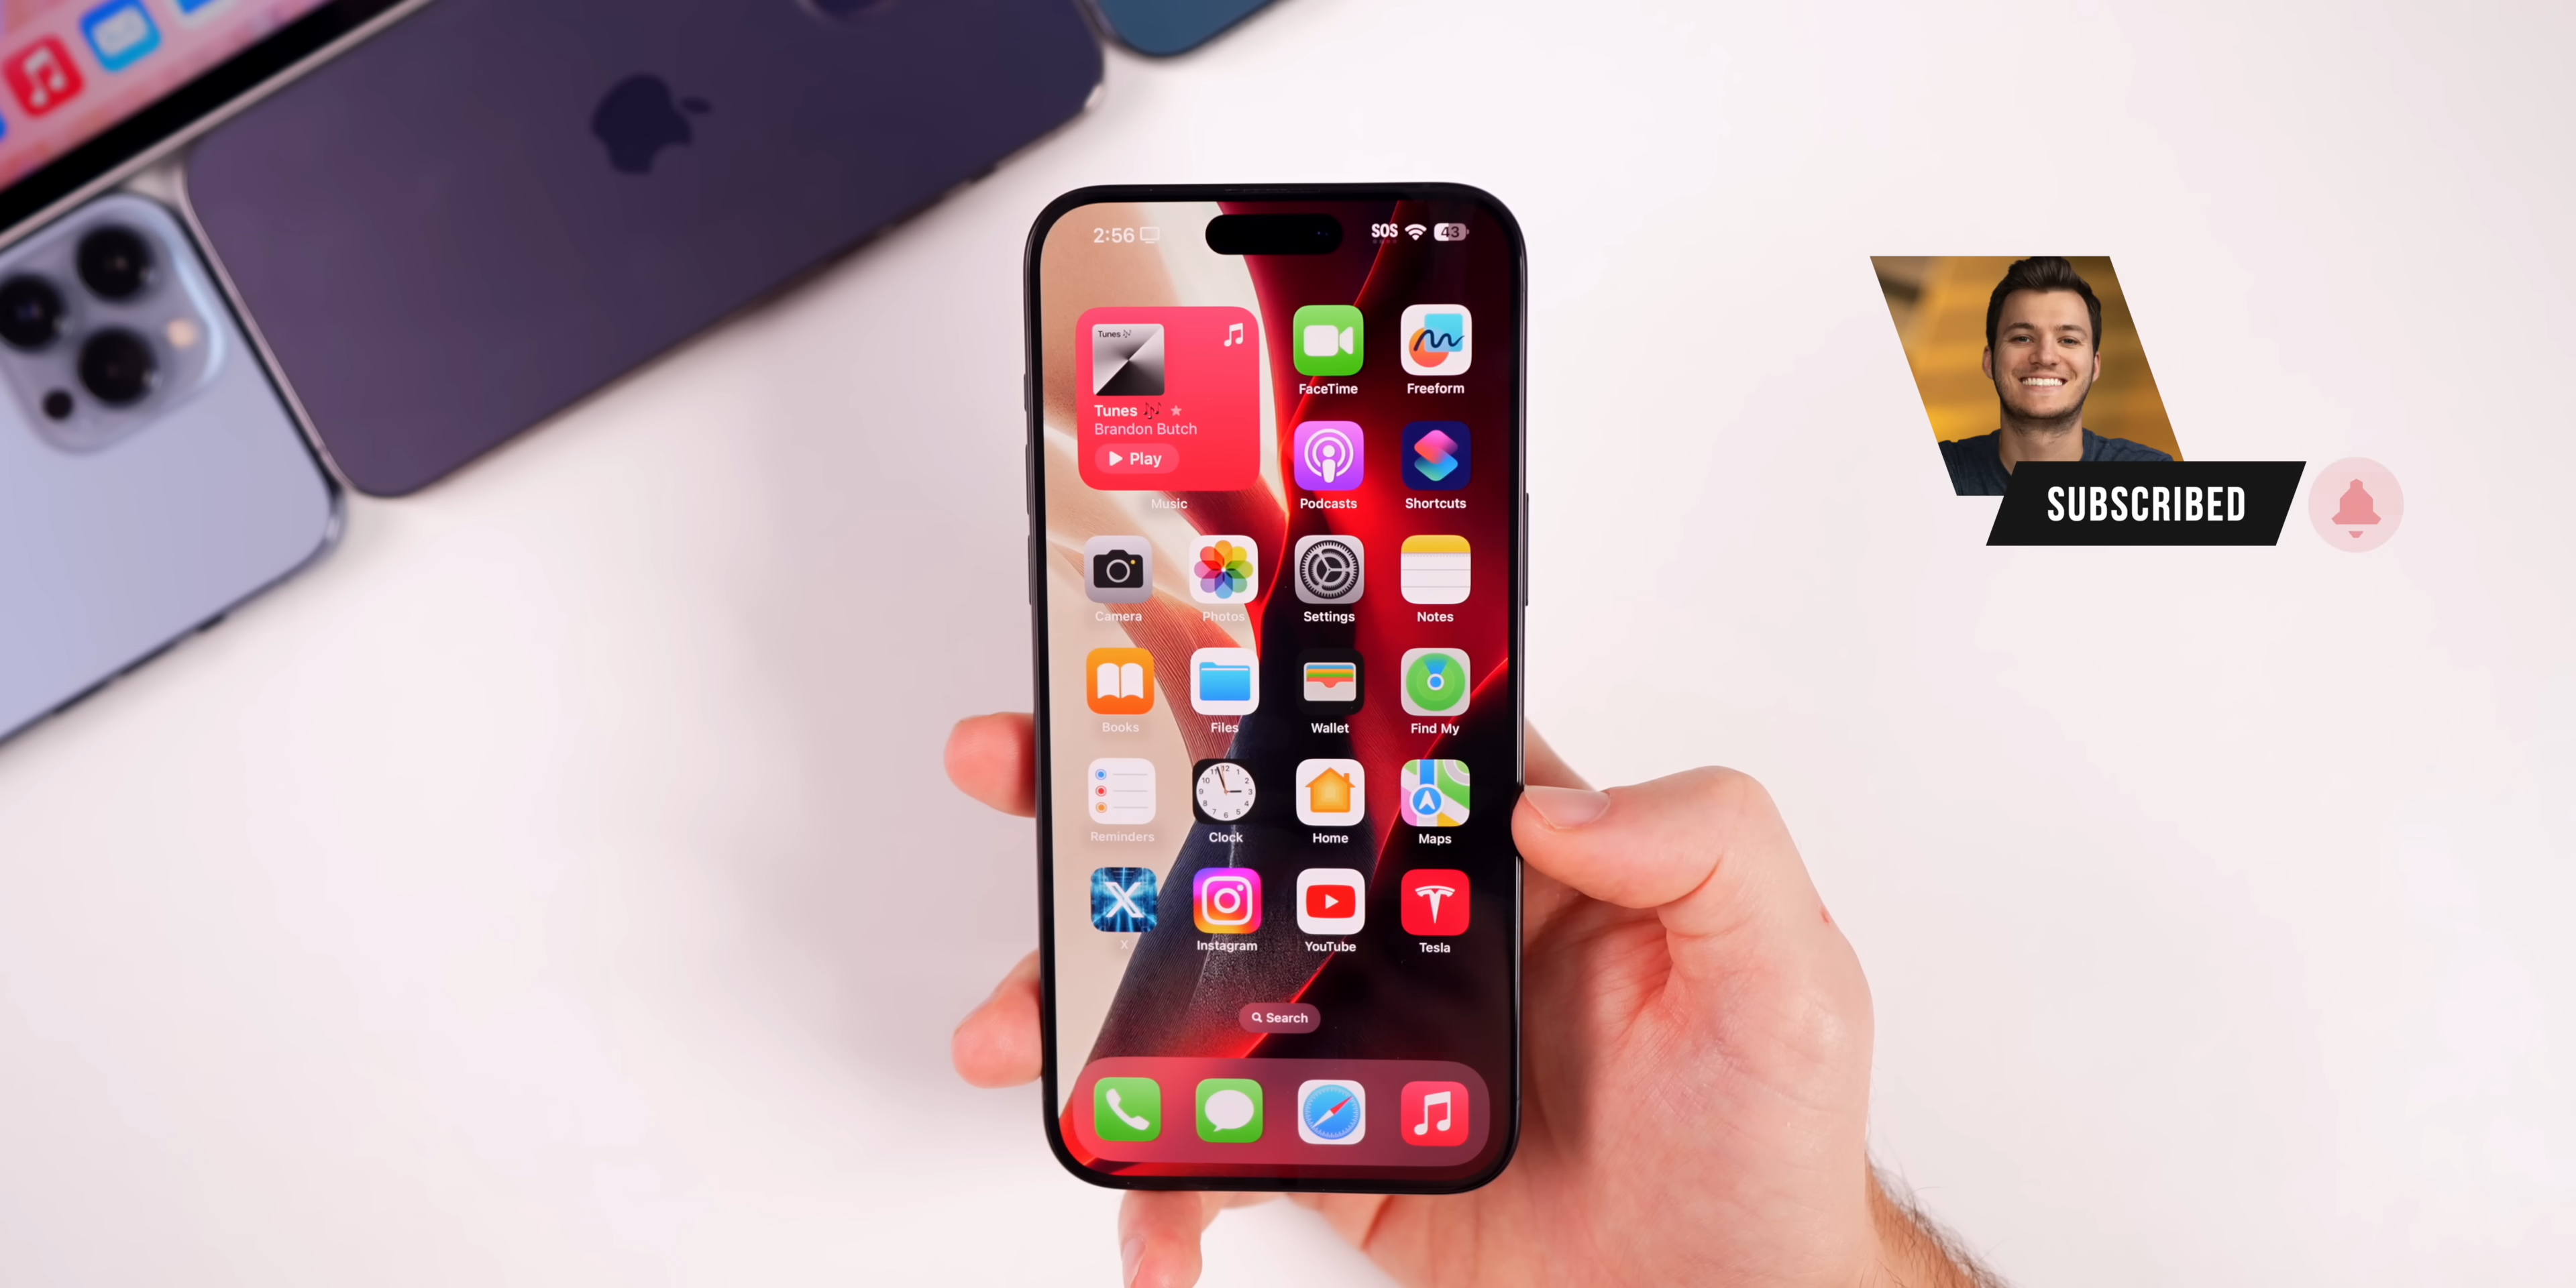 2:56
SOS
43
Tunes
Tunes
Brandon Butch
Play
Music
FaceTime
Freeform
Podcasts
Shortcuts
Camera
Photos
Settings
Notes
Books
Files
Wallet
Find My
Reminders
Clock
Home
Maps
X
Instagram
YouTube
Tesla
Search
SUBSCRIBED